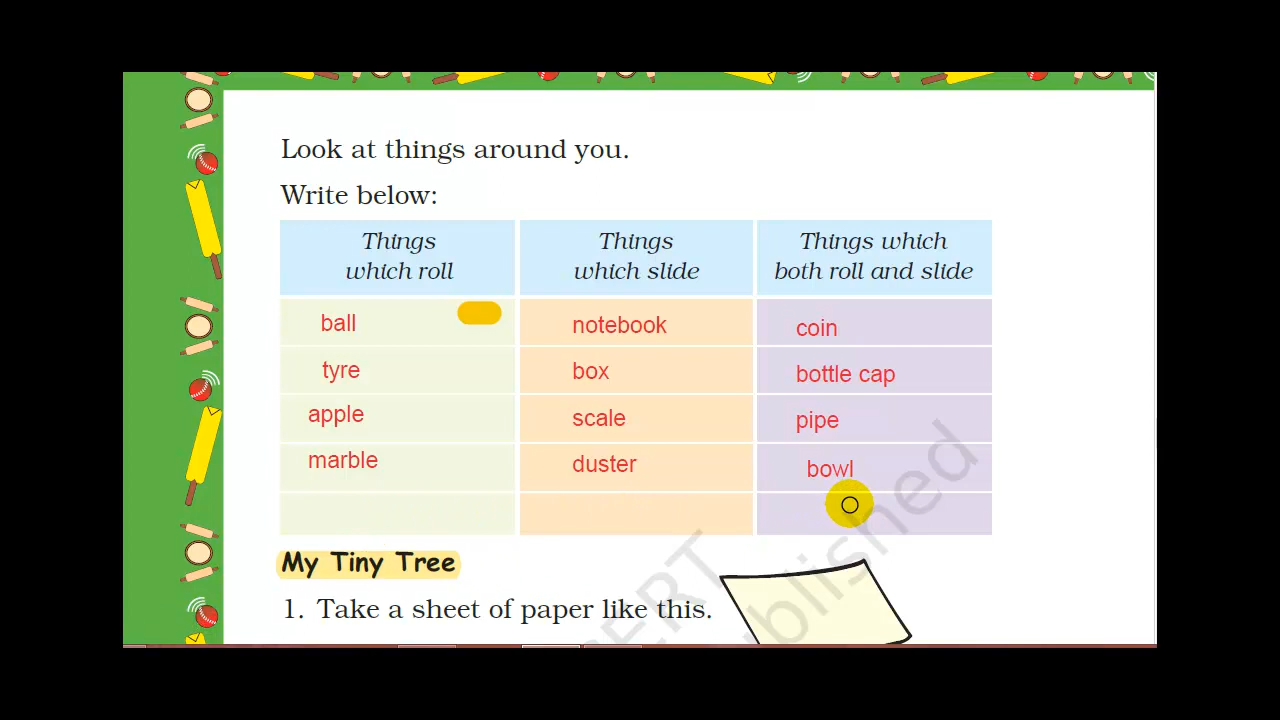 Look at things around you.
Write below:
Things which roll	Things which slide	Things which both roll and slide
ball	notebook	coin
tyre	box	bottle cap
apple	scale	pipe
marble	duster	bowl
My Tiny Tree
1. Take a sheet of paper like this.